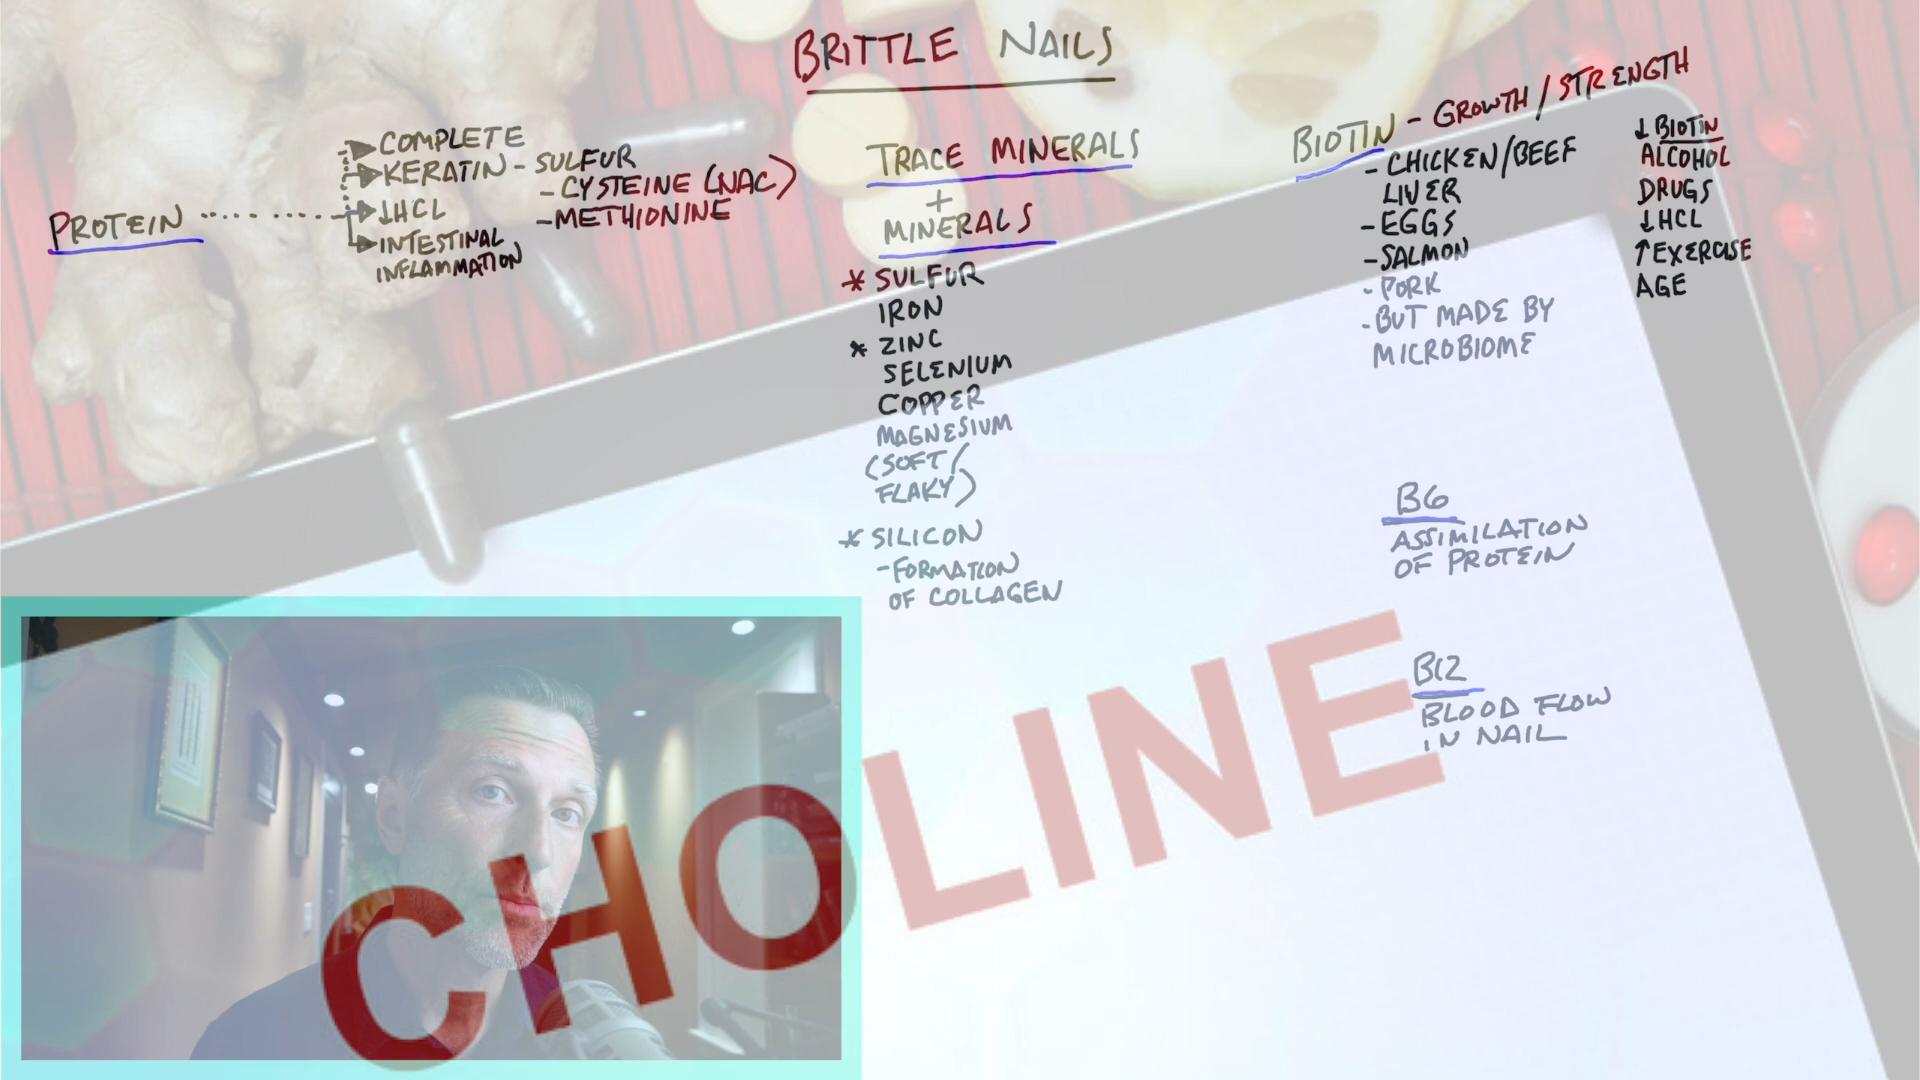 BRITTLE NAILS
PROTEIN
COMPLETE
KERATIN - SULFUR
- CYSTEINE (NAC)
- METHIONINE
↓HCL
INTESTINAL
INFLAMMATION
TRACE MINERALS
+
MINERALS
* SULFUR
IRON
* ZINC
SELENIUM
COPPER
MAGNESIUM
(SOFT/
FLAKY)
* SILICON
- FORMATION
OF COLLAGEN
BIOTIN - GROWTH / STRENGTH
- CHICKEN/BEEF
LIVER
- EGGS
- SALMON
- PORK
- BUT MADE BY
MICROBIOME
↓ BIOTIN
ALCOHOL
DRUGS
↓HCL
↑EXERCISE
AGE
B6
ASSIMILATION
OF PROTEIN
B12
BLOOD FLOW
IN NAIL
CHOLINE